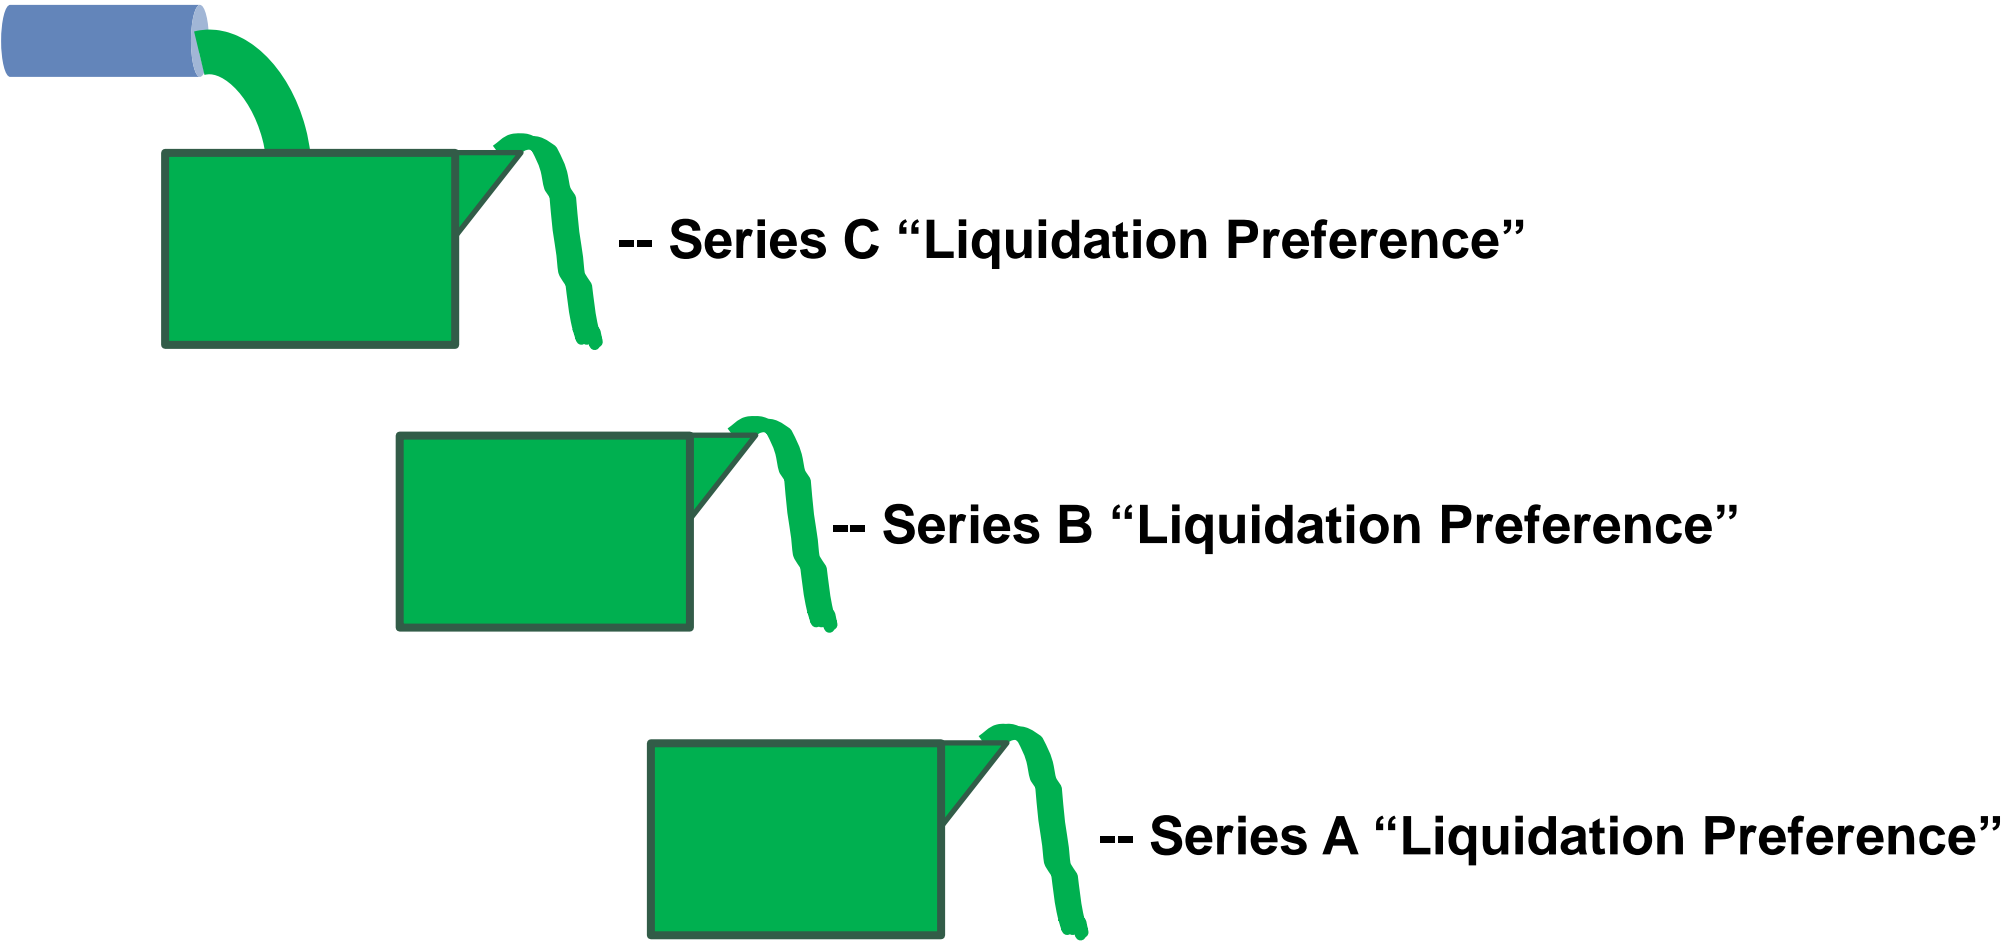 -- Series C “Liquidation Preference”
-- Series B “Liquidation Preference”
-- Series A “Liquidation Preference”